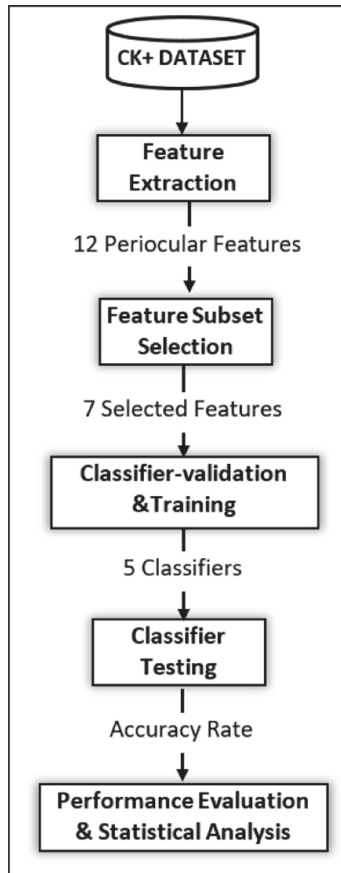 CK+ DATASET
Feature
Extraction
12 Periocular Features
Feature Subset
Selection
7 Selected Features
Classifier-validation
&Training
5 Classifiers
Classifier
Testing
Accuracy Rate
Performance Evaluation
& Statistical Analysis